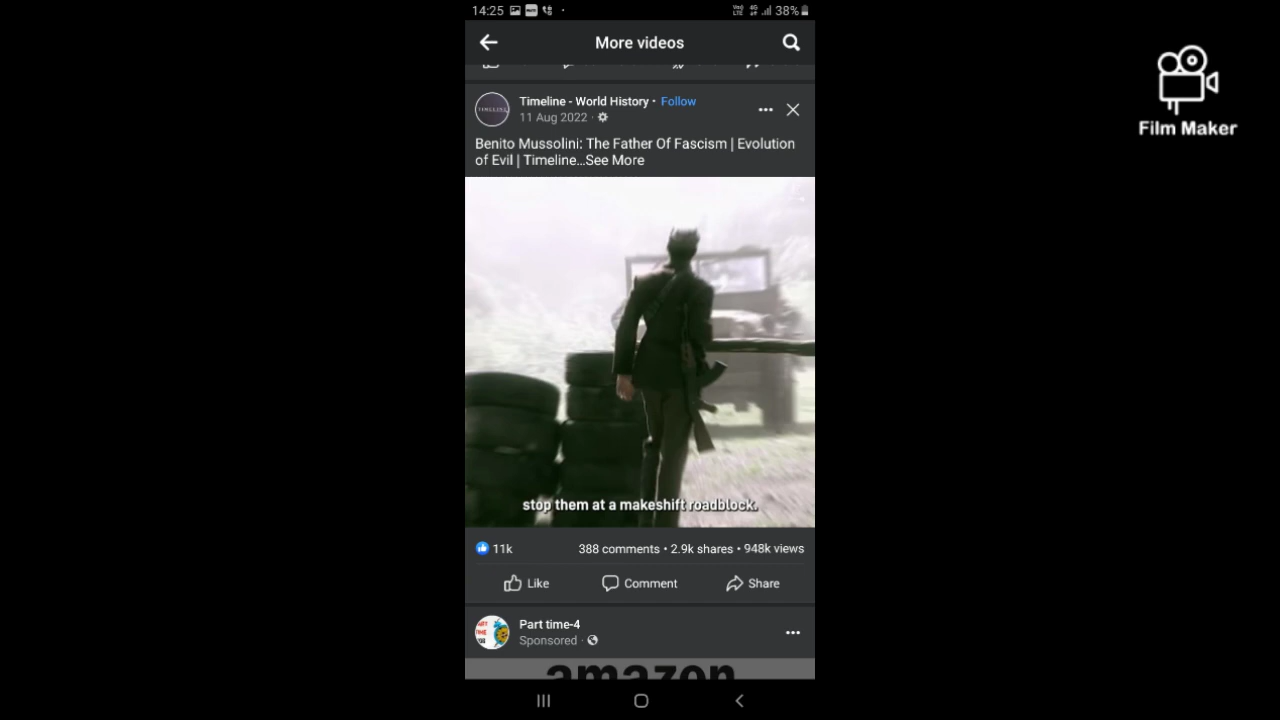 14:25
38%
More videos
Film Maker
Timeline - World History · Follow
11 Aug 2022 ·
Benito Mussolini: The Father Of Fascism | Evolution
of Evil | Timeline...See More
stop them at a makeshift roadblock.
11k
388 comments • 2.9k shares • 948k views
Like
Comment
Share
Part time-4
Sponsored ·
amazon